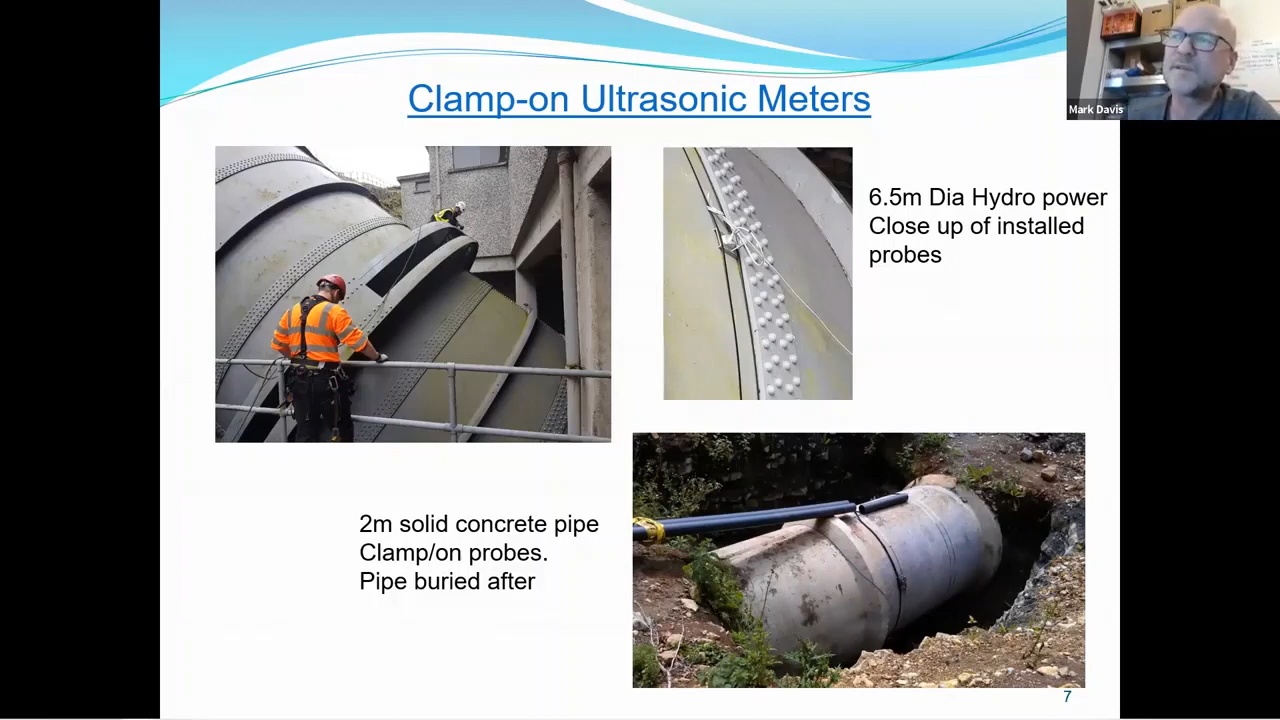 Clamp-on Ultrasonic Meters
Mark Davis
6.5m Dia Hydro power
Close up of installed
probes
2m solid concrete pipe
Clamp/on probes.
Pipe buried after
7